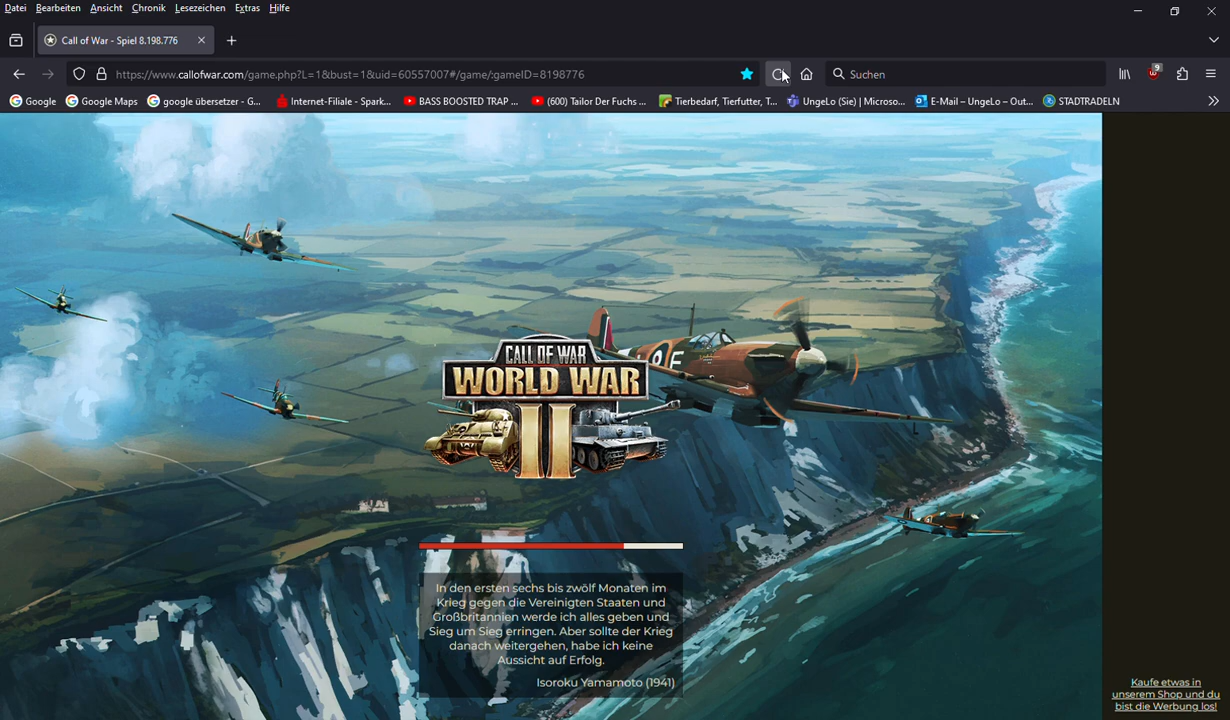 Datei Bearbeiten Ansicht Chronik Lesezeichen Extras Hilfe
Call of War - Spiel 8.198.776
https://www.callofwar.com/game.php?L=1&bust=1&uid=60557007#/game/:gameID=8198776
Suchen
9
Google Google Maps google übersetzer - G... Internet-Filiale - Spark... BASS BOOSTED TRAP ... (600) Tailor Der Fuchs ... Tierbedarf, Tierfutter, T... UngeLo (Sie) | Microso... E-Mail – UngeLo – Out... STADTRADELN
CALL OF WAR
WORLD WAR
II
In den ersten sechs bis zwölf Monaten im
Krieg gegen die Vereinigten Staaten und
Großbritannien werde ich alles geben und
Sieg um Sieg erringen. Aber sollte der Krieg
danach weitergehen, habe ich keine
Aussicht auf Erfolg.
Isoroku Yamamoto (1941)
Kaufe etwas in
unserem Shop und du
bist die Werbung los!